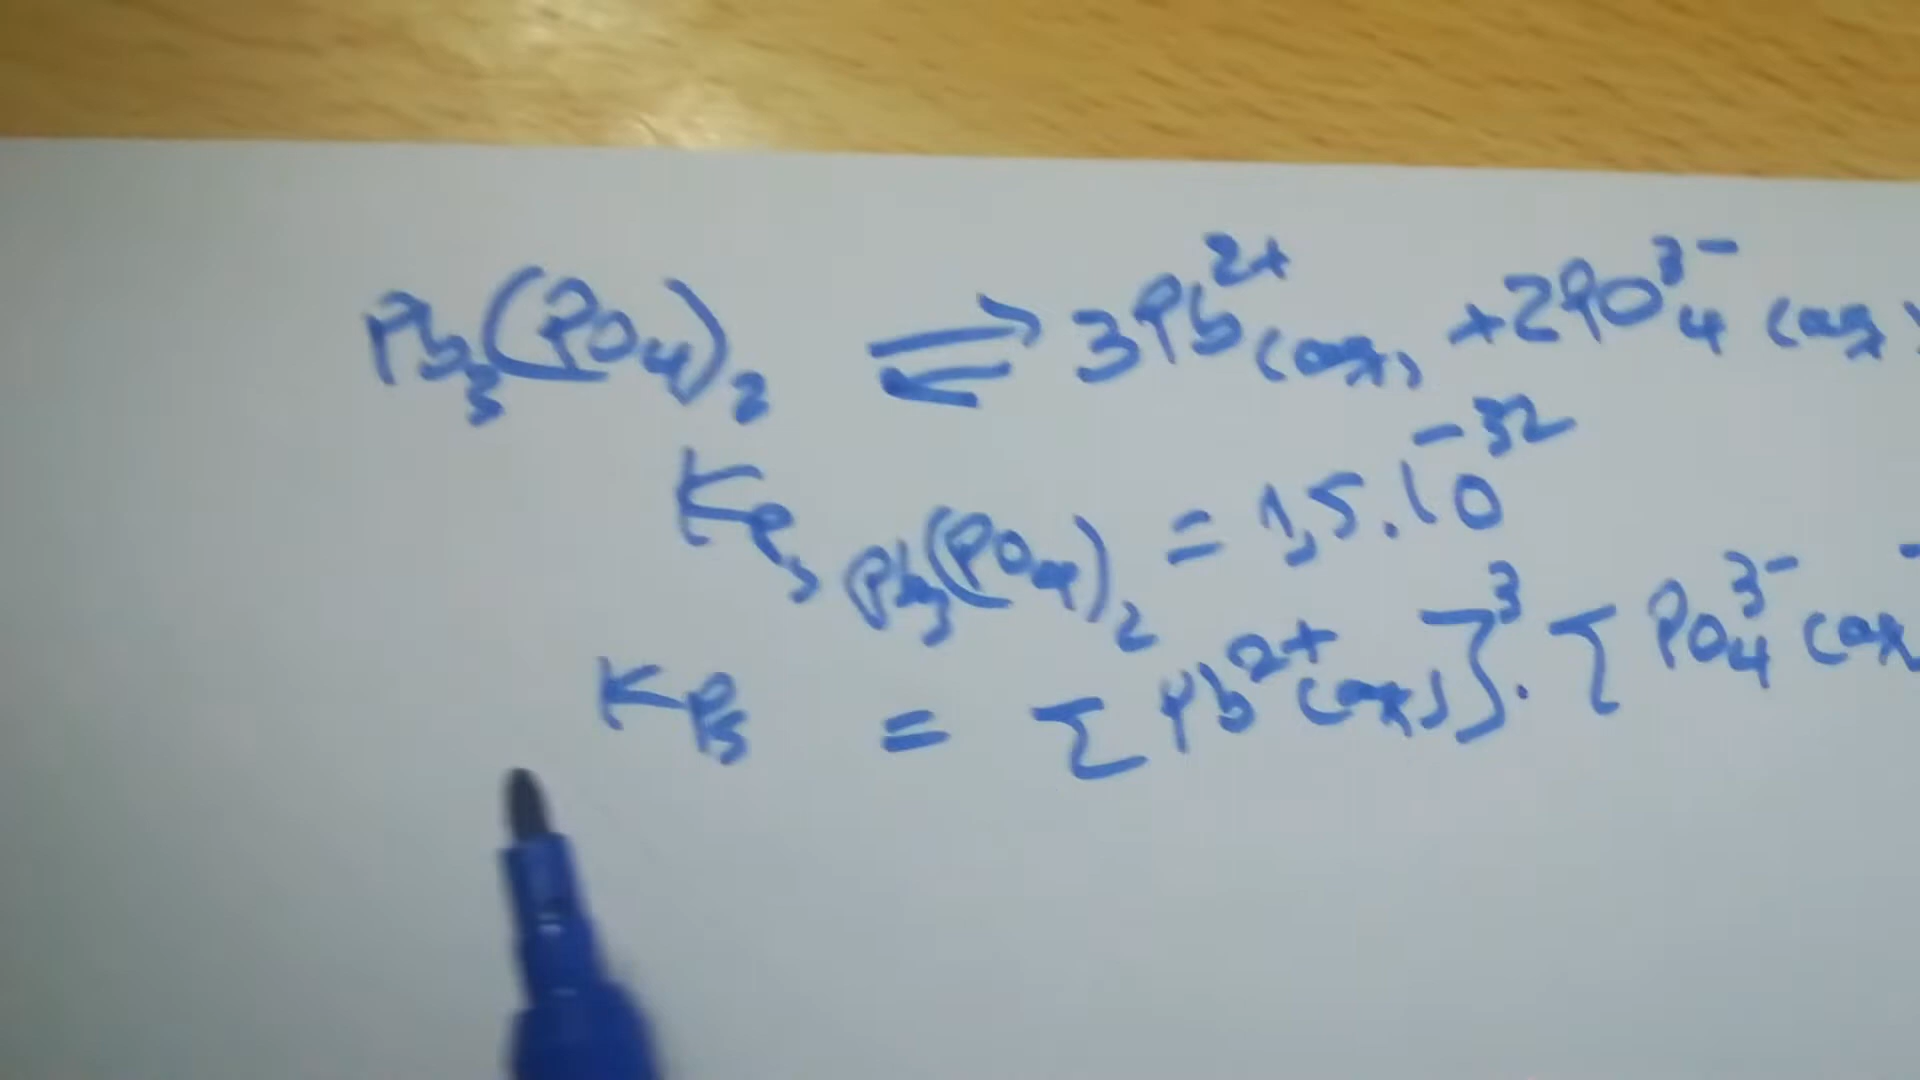 Pb₃(PO₄)₂ ⇌ 3Pb²⁺(aq) + 2PO₄³⁻(aq)
Kps Pb₃(PO₄)₂ = 1,5.10⁻³²
Kps = [Pb²⁺(aq)]³.[PO₄³⁻(aq)